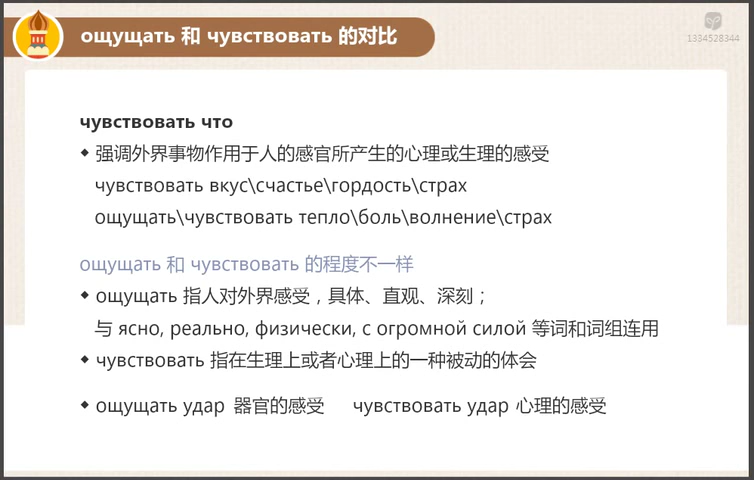 ощущать 和 чувствовать 的对比
1334528344
чувствовать что
◆ 强调外界事物作用于人的感官所产生的心理或生理的感受
чувствовать вкус\счастье\гордость\страх
ощущать\чувствовать тепло\боль\волнение\страх
ощущать 和 чувствовать 的程度不一样
◆ ощущать 指人对外界感受，具体、直观、深刻；
与 ясно, реально, физически, с огромной силой 等词和词组连用
◆ чувствовать 指在生理上或者心理上的一种被动的体会
◆ ощущать удар 器官的感受 чувствовать удар 心理的感受